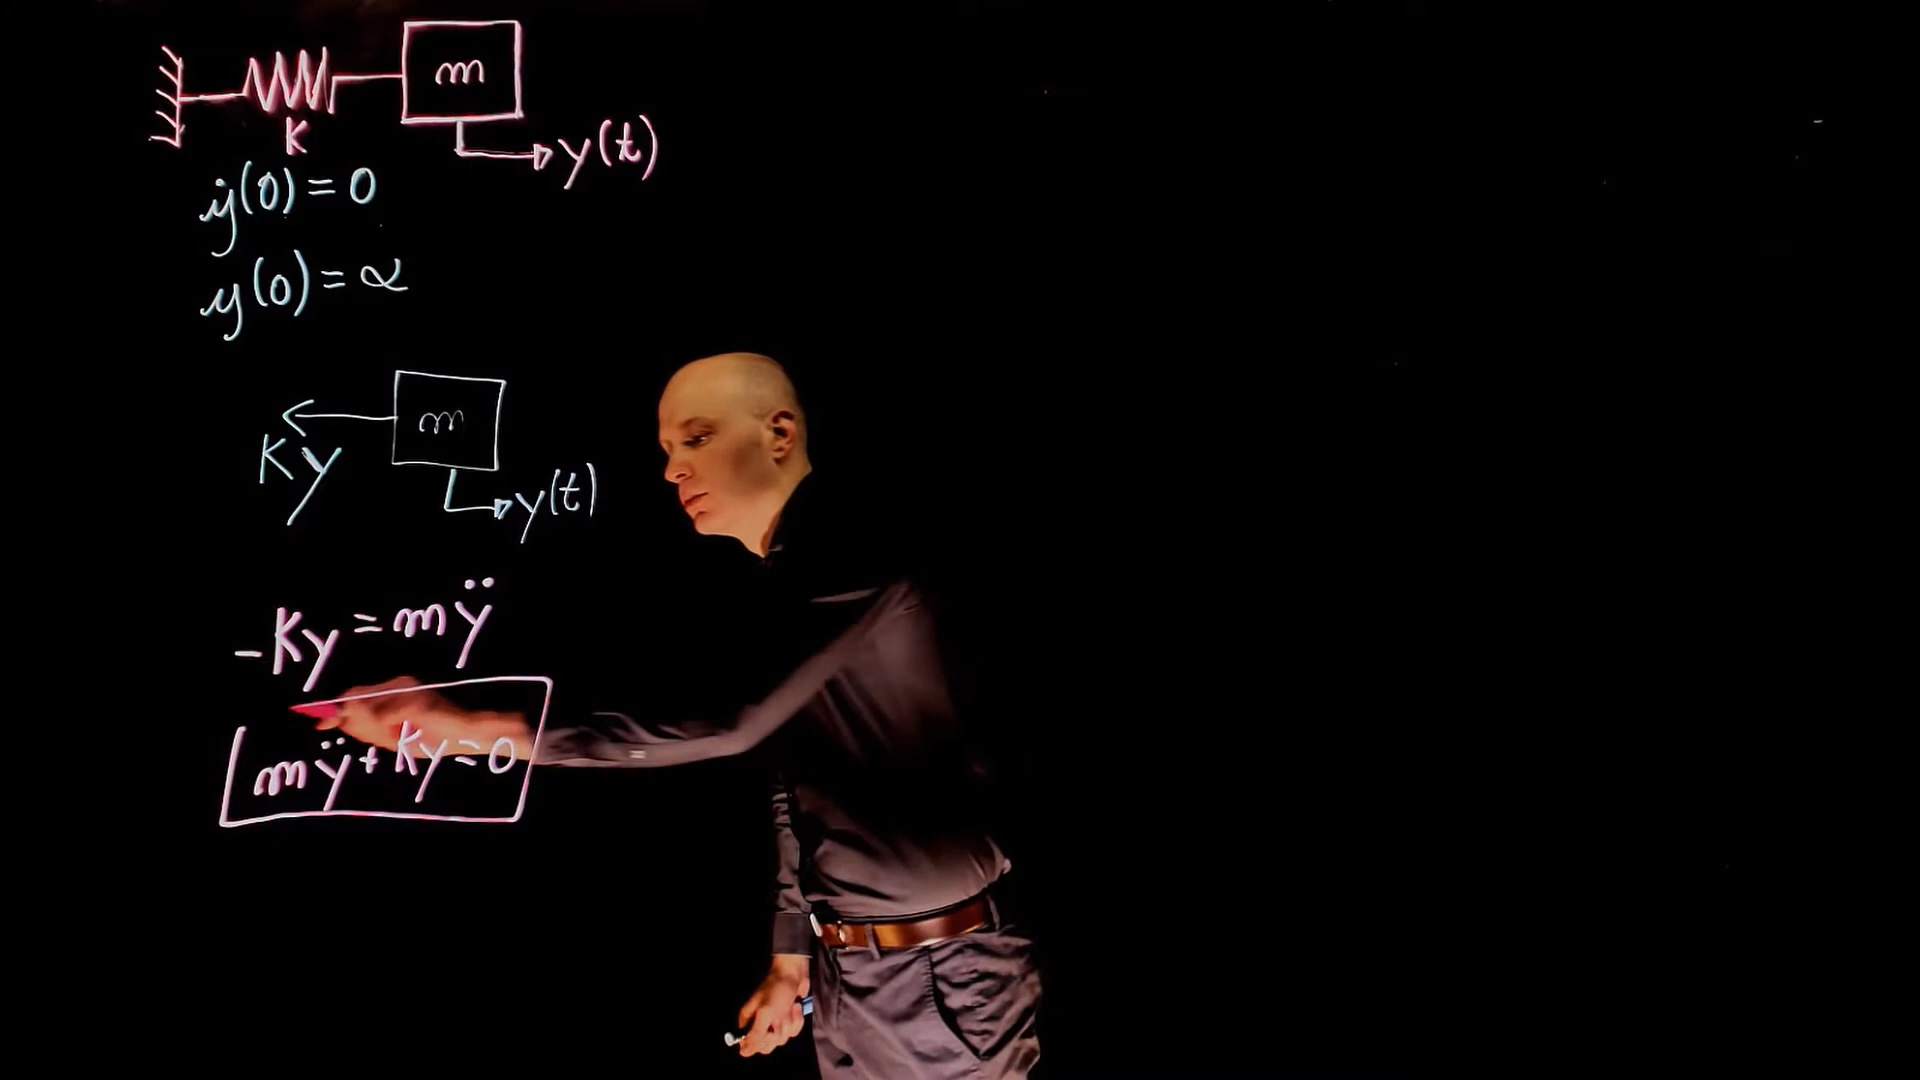 m
K
y(t)
ẏ(0) = 0
y(0) = α
m
Ky
y(t)
-Ky = mÿ
mÿ + Ky = 0